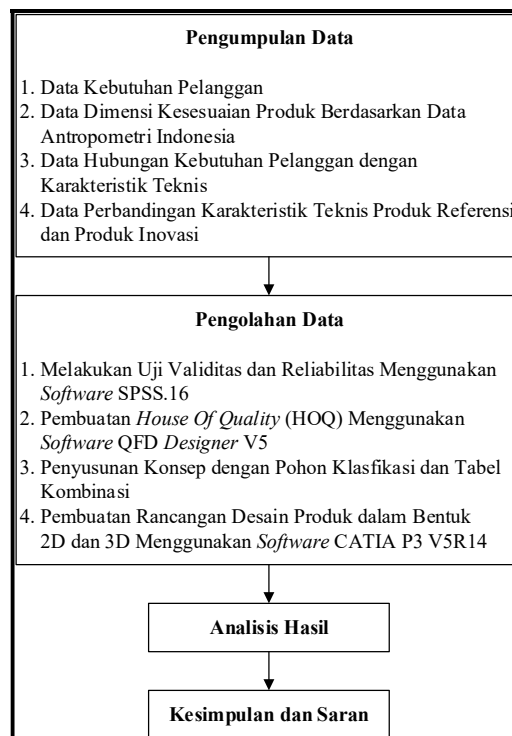 Pengumpulan Data
1. Data Kebutuhan Pelanggan
2. Data Dimensi Kesesuaian Produk Berdasarkan Data
Antropometri Indonesia
3. Data Hubungan Kebutuhan Pelanggan dengan
Karakteristik Teknis
4. Data Perbandingan Karakteristik Teknis Produk Referensi
dan Produk Inovasi
Pengolahan Data
1. Melakukan Uji Validitas dan Reliabilitas Menggunakan
Software SPSS.16
2. Pembuatan House Of Quality (HOQ) Menggunakan
Software QFD Designer V5
3. Penyusunan Konsep dengan Pohon Klasfikasi dan Tabel
Kombinasi
4. Pembuatan Rancangan Desain Produk dalam Bentuk
2D dan 3D Menggunakan Software CATIA P3 V5R14
Analisis Hasil
Kesimpulan dan Saran